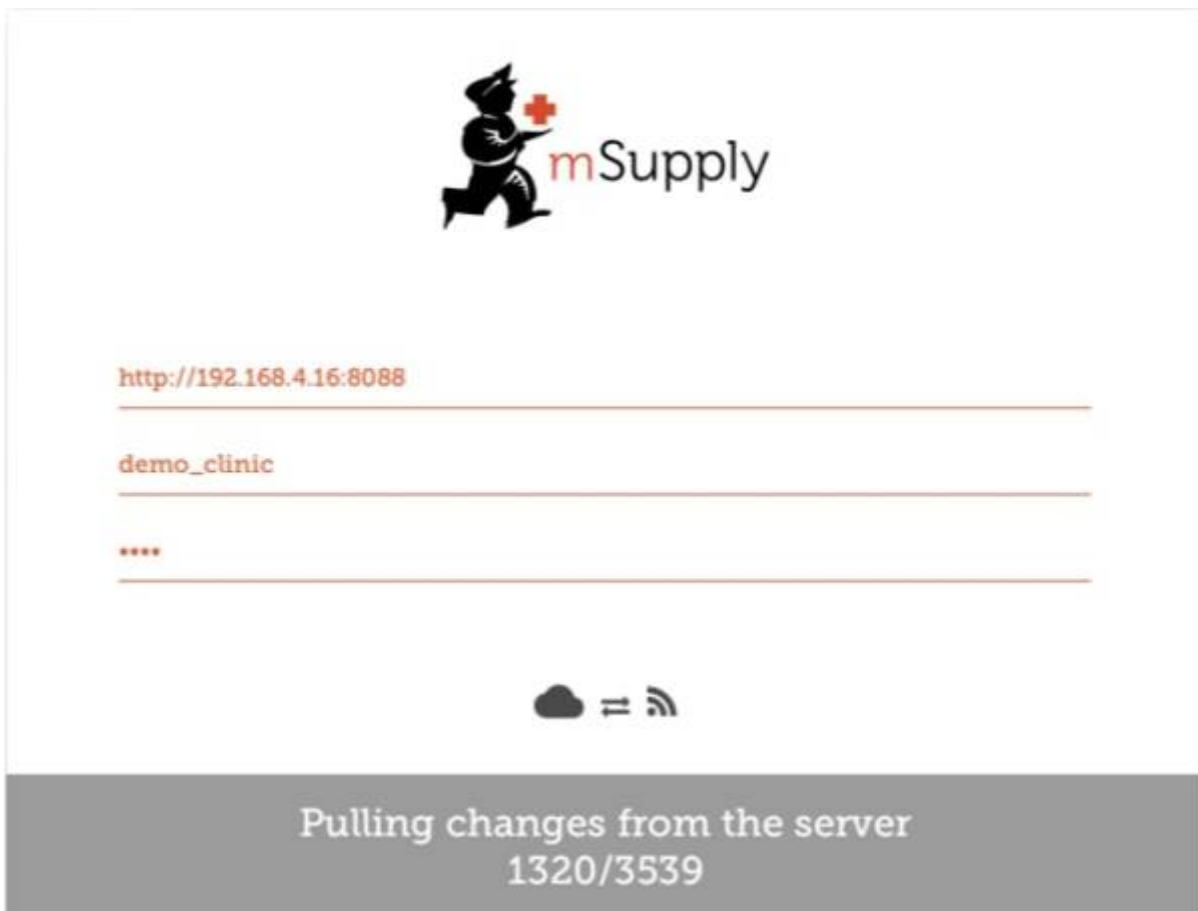 mSupply
http://192.168.4.16:8088
demo_clinic
••••
Pulling changes from the server
1320/3539